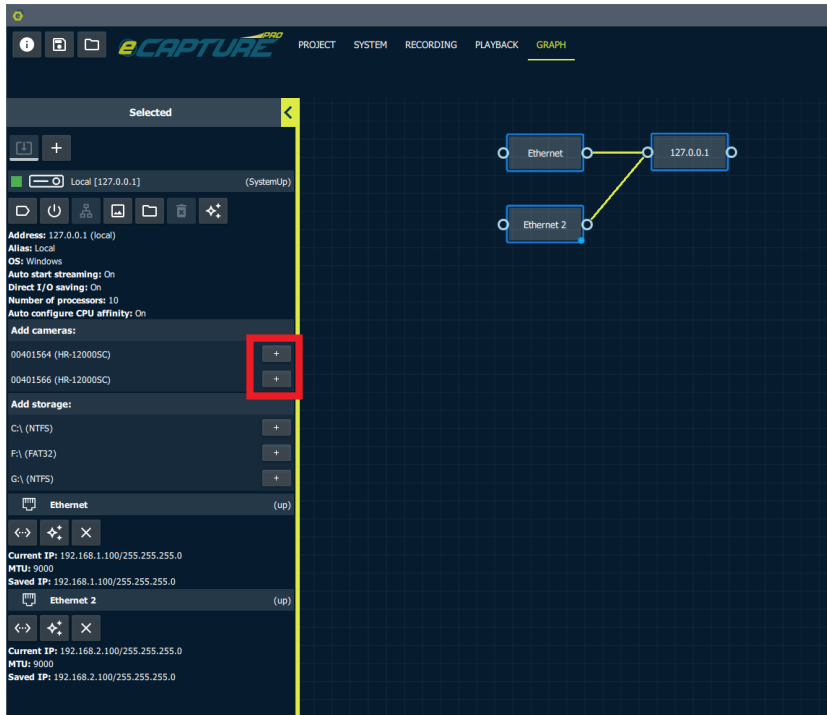 eCAPTURE PRO
PROJECT SYSTEM RECORDING PLAYBACK GRAPH
Selected
Local [127.0.0.1] (SystemUp)
Address: 127.0.0.1 (local)
Alias: Local
OS: Windows
Auto start streaming: On
Direct I/O saving: On
Number of processors: 10
Auto configure CPU affinity: On
Add cameras:
00401564 (HR-12000SC) +
00401566 (HR-12000SC) +
Add storage:
C:\ (NTFS) +
F:\ (FAT32) +
G:\ (NTFS) +
Ethernet (up)
Current IP: 192.168.1.100/255.255.255.0
MTU: 9000
Saved IP: 192.168.1.100/255.255.255.0
Ethernet 2 (up)
Current IP: 192.168.2.100/255.255.255.0
MTU: 9000
Saved IP: 192.168.2.100/255.255.255.0
Ethernet
127.0.0.1
Ethernet 2